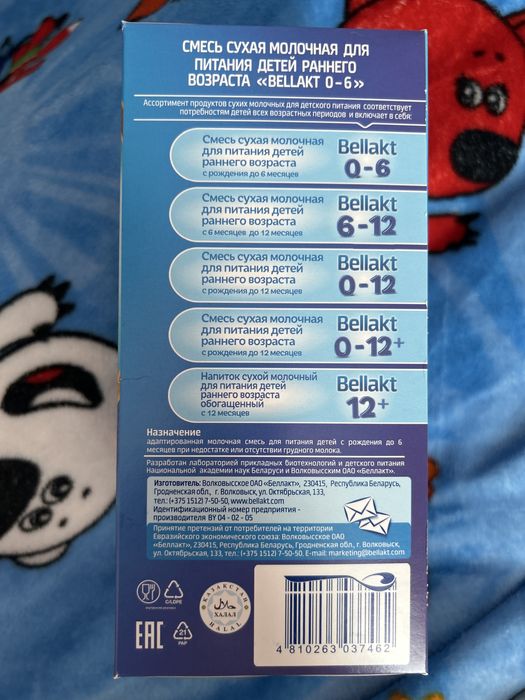 СМЕСЬ СУХАЯ МОЛОЧНАЯ ДЛЯ
ПИТАНИЯ ДЕТЕЙ РАННЕГО
ВОЗРАСТА «BELLAKT 0-6»
Ассортимент продуктов сухих молочных для детского питания соответствует
потребностям детей всех возрастных периодов и включает в себя:
Смесь сухая молочная
для питания детей
раннего возраста
с рождения до 6 месяцев
Bellakt
0-6
Смесь сухая молочная
для питания детей
раннего возраста
с 6 месяцев до 12 месяцев
Bellakt
6-12
Смесь сухая молочная
для питания детей
раннего возраста
с рождения до 12 месяцев
Bellakt
0-12
Смесь сухая молочная
для питания детей
раннего возраста
с рождения до 12 месяцев
Bellakt
0-12+
Напиток сухой молочный
для питания детей
раннего возраста
обогащенный
с 12 месяцев
Bellakt
12+
Назначение
адаптированная молочная смесь для питания детей с рождения до 6
месяцев при недостатке или отсутствии грудного молока.
Разработан лабораторией прикладных биотехнологий и детского питания
Национальной академии наук Беларуси и Волковысским ОАО «Беллакт».
Изготовитель: Волковысское ОАО «Беллакт», 230415, Республика Беларусь,
Гродненская обл., г. Волковыск, ул. Октябрьская, 133,
тел.: (+375 1512) 7-50-50, www.bellakt.com
Идентификационный номер предприятия -
производителя BY 04 - 02 - 05
Принятие претензий от потребителей на территории
Евразийского экономического союза: Волковысское ОАО
«Беллакт», 230415, Республика Беларусь, Гродненская обл., г. Волковыск,
ул. Октябрьская, 133, тел.: (+375 1512) 7-50-50. E-mail: marketing@bellakt.com
C/LDPE
EAC
21
PAP
КАЗАХСТАН
ХАЛАЛ
HALAL
4 810263 037462